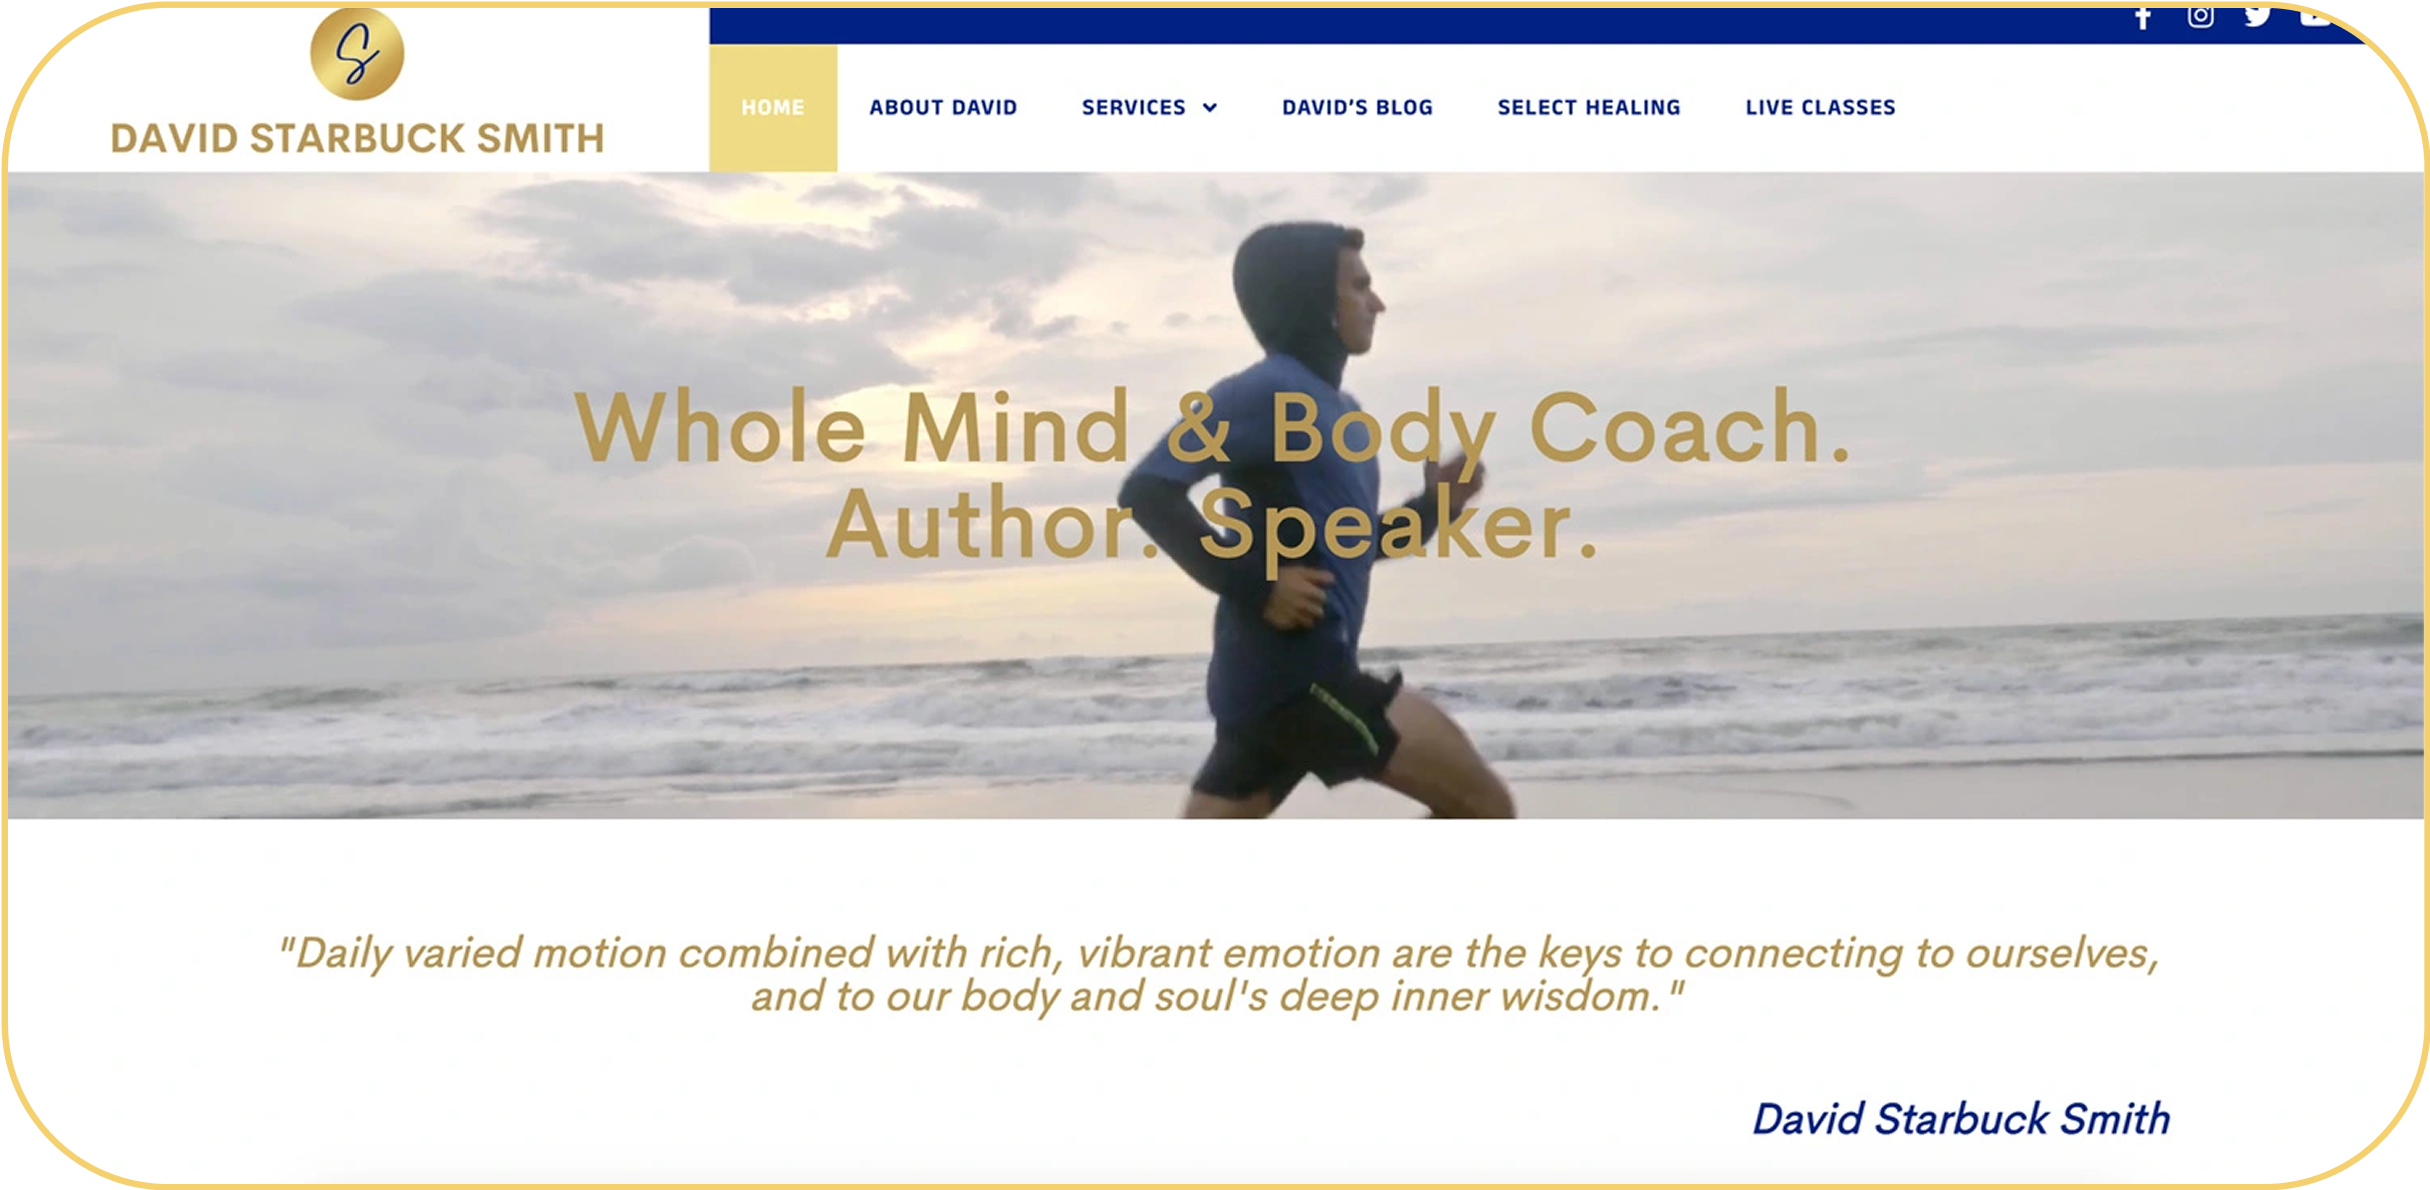 S
DAVID STARBUCK SMITH
HOME
ABOUT DAVID
SERVICES
DAVID’S BLOG
SELECT HEALING
LIVE CLASSES
Whole Mind & Body Coach.
Author. Speaker.
"Daily varied motion combined with rich, vibrant emotion are the keys to connecting to ourselves,
and to our body and soul's deep inner wisdom."
David Starbuck Smith